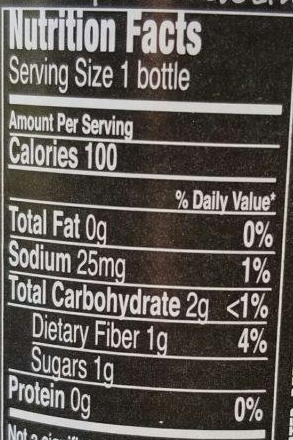 Nutrition Facts
Serving Size 1 bottle
Amount Per Serving
Calories 100
% Daily Value*
Total Fat 0g 0%
Sodium 25mg 1%
Total Carbohydrate 2g <1%
Dietary Fiber 1g 4%
Sugars 1g
Protein 0g 0%
Not a